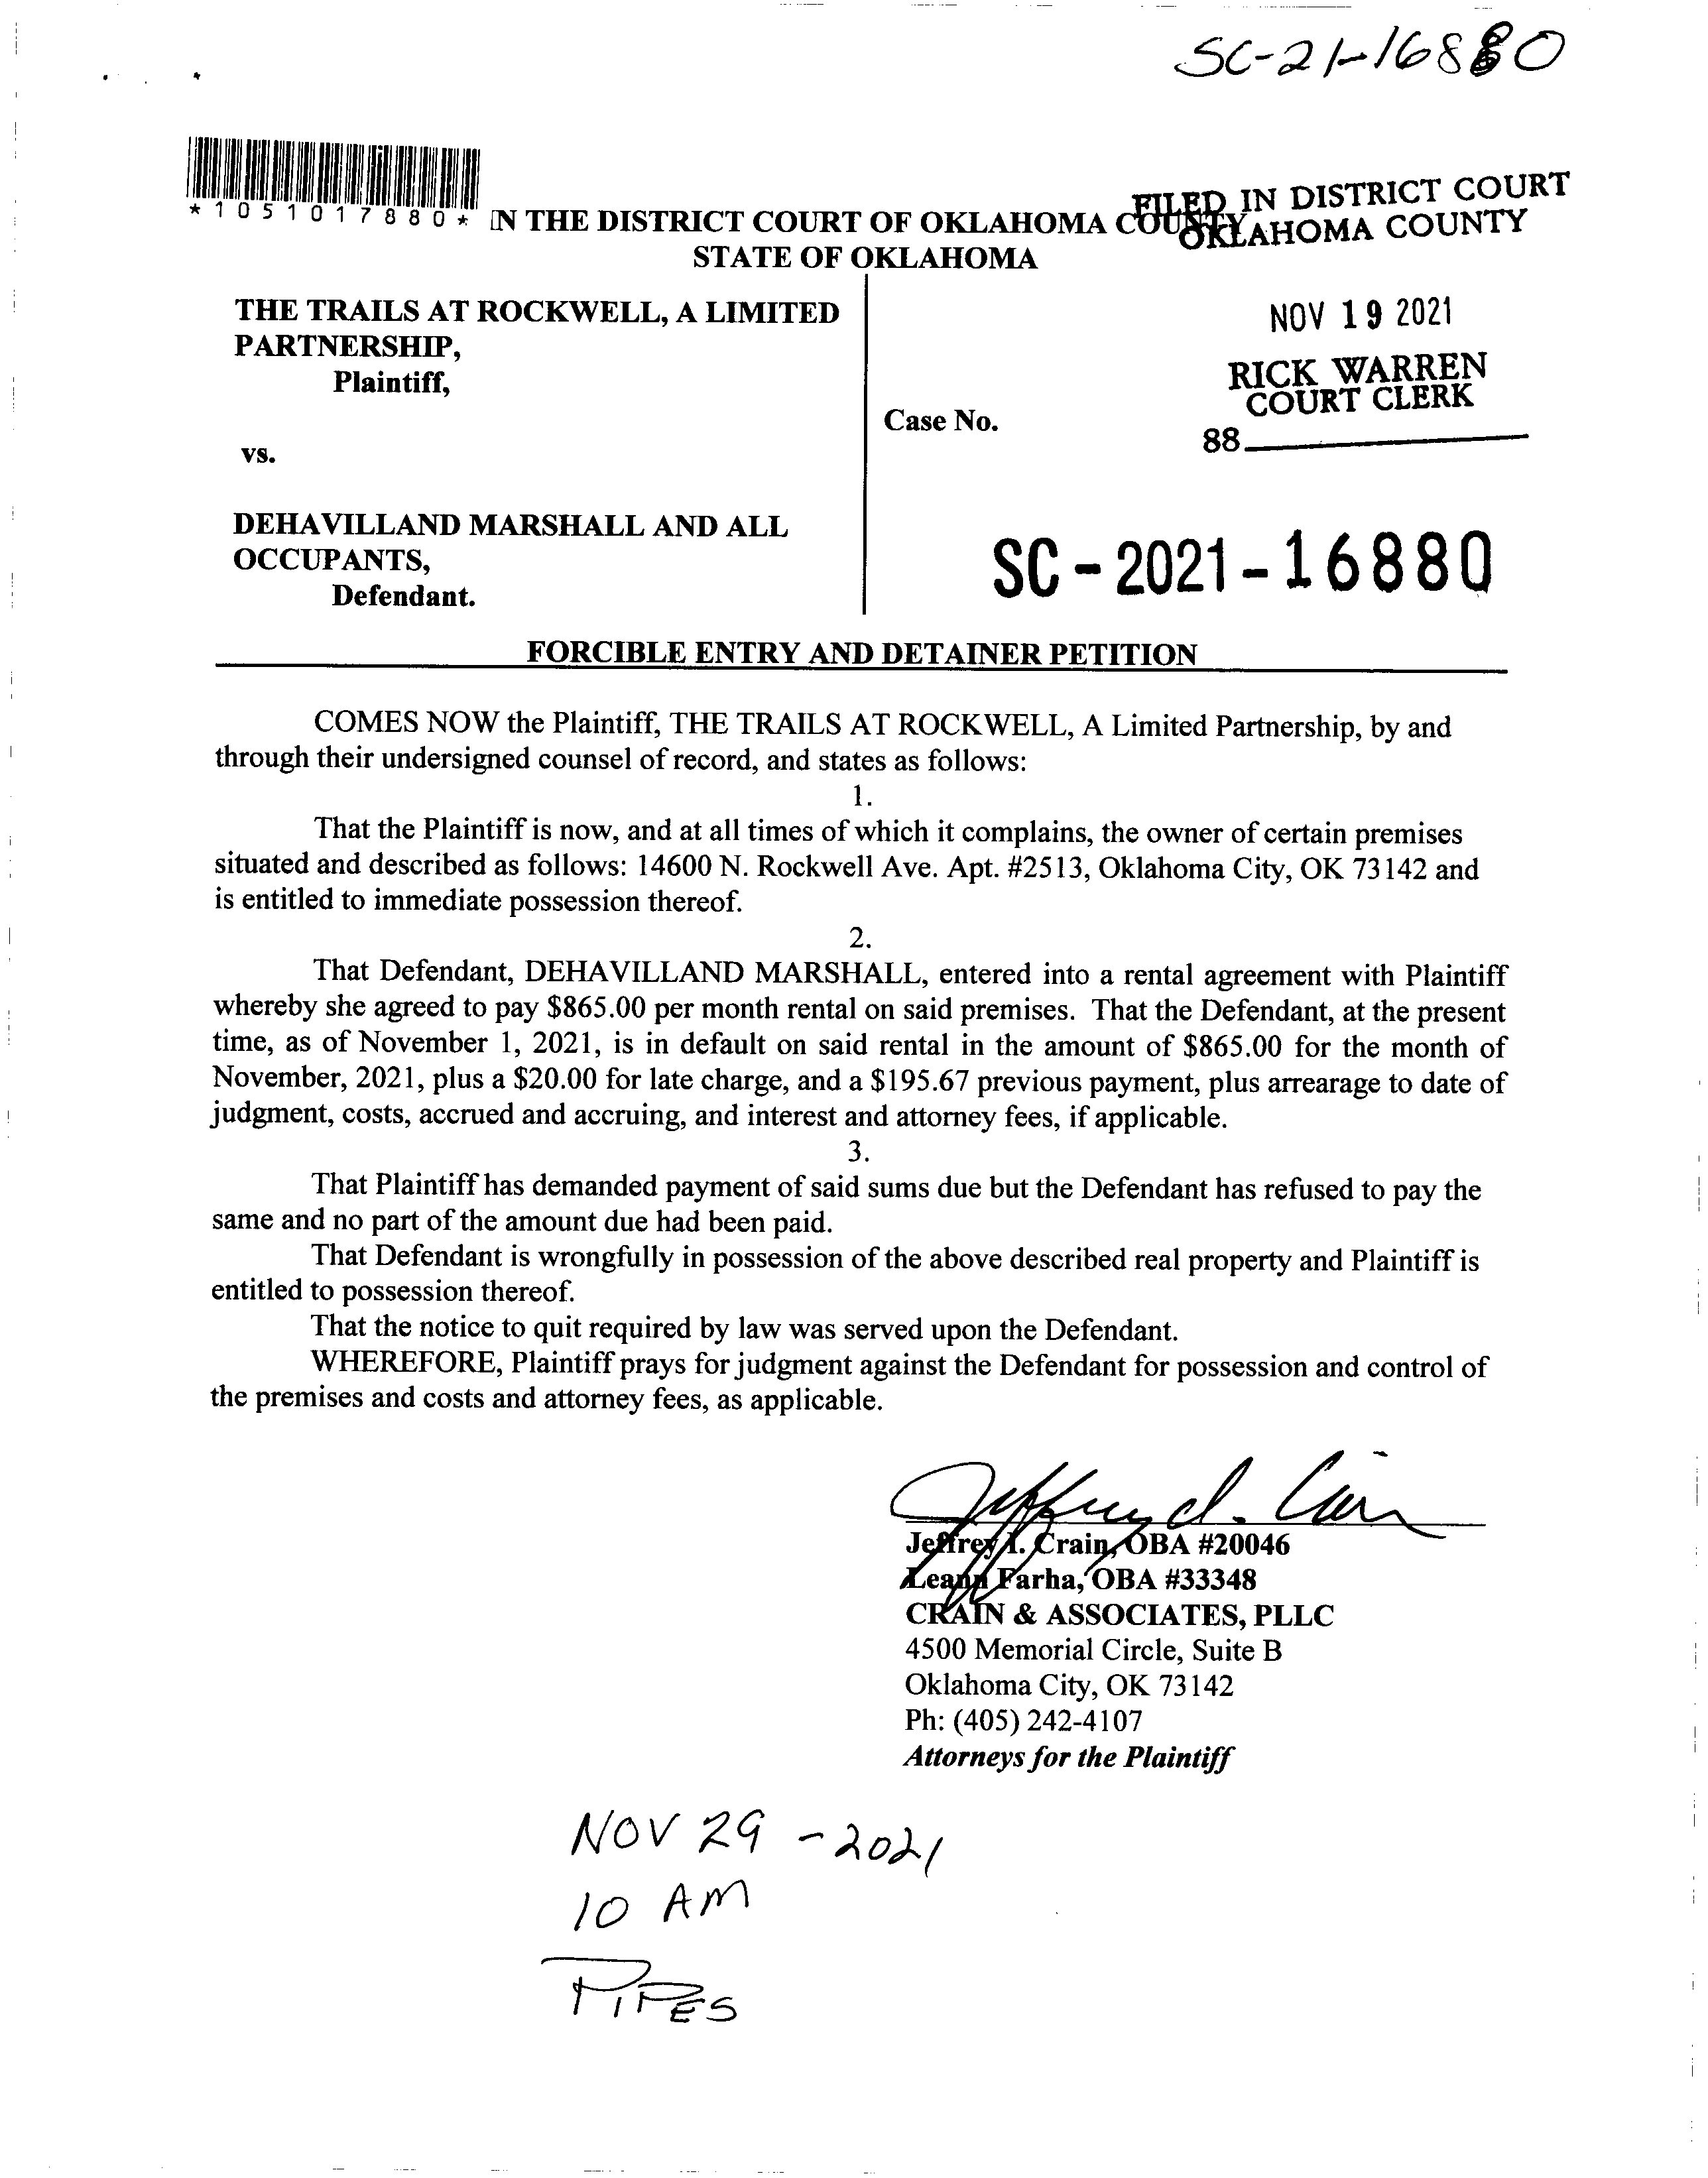 SC-21-16880
*1051017880*
IN THE DISTRICT COURT OF OKLAHOMA COUNTY
STATE OF OKLAHOMA
FILED IN DISTRICT COURT
OKLAHOMA COUNTY
NOV 19 2021
RICK WARREN
COURT CLERK
88
THE TRAILS AT ROCKWELL, A LIMITED
PARTNERSHIP,
Plaintiff,
vs.
DEHAVILLAND MARSHALL AND ALL
OCCUPANTS,
Defendant.
Case No.
SC-2021-16880
FORCIBLE ENTRY AND DETAINER PETITION
COMES NOW the Plaintiff, THE TRAILS AT ROCKWELL, A Limited Partnership, by and
through their undersigned counsel of record, and states as follows:
1.
That the Plaintiff is now, and at all times of which it complains, the owner of certain premises
situated and described as follows: 14600 N. Rockwell Ave. Apt. #2513, Oklahoma City, OK 73142 and
is entitled to immediate possession thereof.
2.
That Defendant, DEHAVILLAND MARSHALL, entered into a rental agreement with Plaintiff
whereby she agreed to pay $865.00 per month rental on said premises. That the Defendant, at the present
time, as of November 1, 2021, is in default on said rental in the amount of $865.00 for the month of
November, 2021, plus a $20.00 for late charge, and a $195.67 previous payment, plus arrearage to date of
judgment, costs, accrued and accruing, and interest and attorney fees, if applicable.
3.
That Plaintiff has demanded payment of said sums due but the Defendant has refused to pay the
same and no part of the amount due had been paid.
That Defendant is wrongfully in possession of the above described real property and Plaintiff is
entitled to possession thereof.
That the notice to quit required by law was served upon the Defendant.
WHEREFORE, Plaintiff prays for judgment against the Defendant for possession and control of
the premises and costs and attorney fees, as applicable.
Jeffrey I. Crain
Jeffrey I. Crain, OBA #20046
Leann Farha, OBA #33348
CRAIN & ASSOCIATES, PLLC
4500 Memorial Circle, Suite B
Oklahoma City, OK 73142
Ph: (405) 242-4107
Attorneys for the Plaintiff
NOV 29 - 2021
10 AM
PIPES